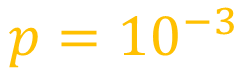 p = 10⁻³